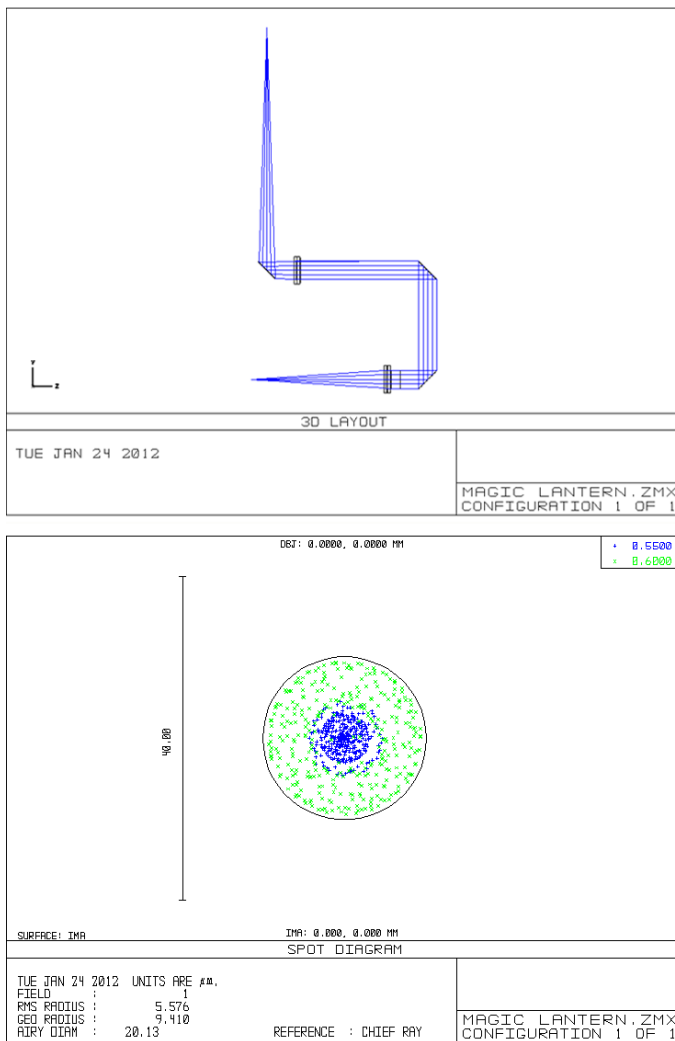 Y
Z
3D LAYOUT
TUE JAN 24 2012
MAGIC LANTERN.ZMX
CONFIGURATION 1 OF 1
OBJ: 0.0000, 0.0000 MM
+ 0.5500
× 0.6000
40.00
SURFACE: IMA
IMA: 0.000, 0.000 MM
SPOT DIAGRAM
TUE JAN 24 2012 UNITS ARE µm.
FIELD : 1
RMS RADIUS : 5.576
GEO RADIUS : 9.410
AIRY DIAM : 20.13 REFERENCE : CHIEF RAY
MAGIC LANTERN.ZMX
CONFIGURATION 1 OF 1